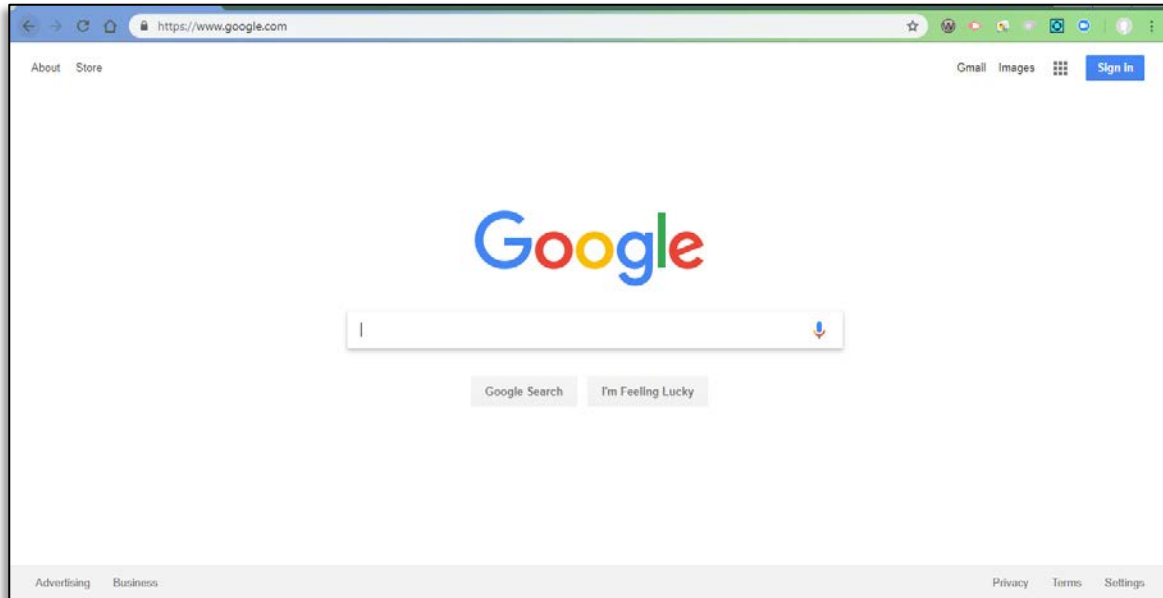 https://www.google.com
About Store Gmail Images Sign in
Google
Google Search I'm Feeling Lucky
Advertising Business Privacy Terms Settings